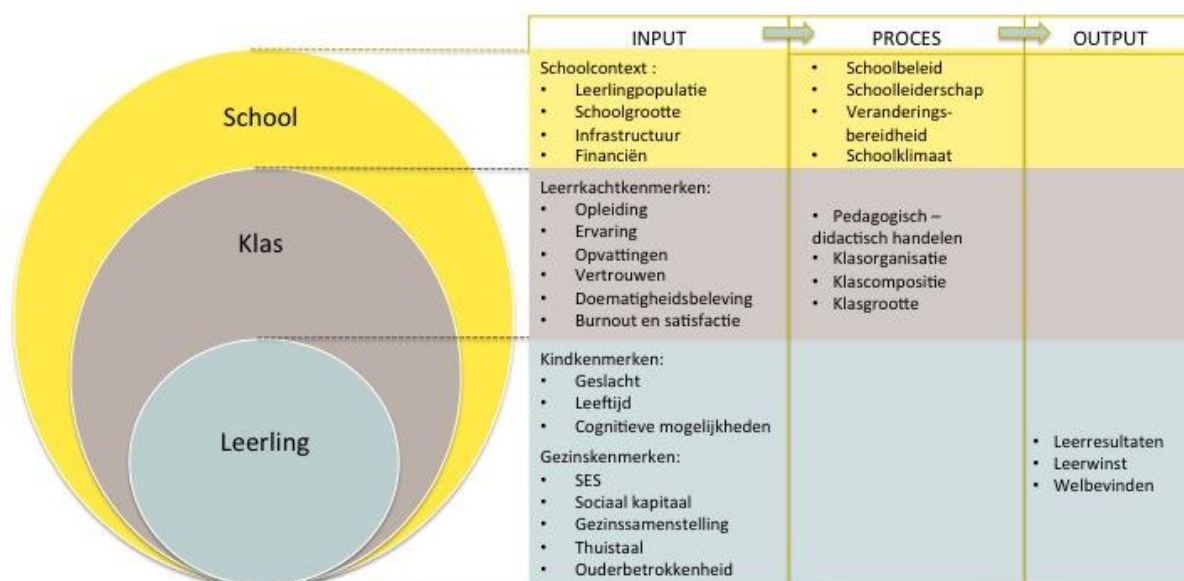 School
Klas
Leerling
INPUT
PROCES
OUTPUT
Schoolcontext :
• Leerlingpopulatie
• Schoolgrootte
• Infrastructuur
• Financiën
• Schoolbeleid
• Schoolleiderschap
• Veranderings-
bereidheid
• Schoolklimaat
Leerrkachtkenmerken:
• Opleiding
• Ervaring
• Opvattingen
• Vertrouwen
• Doematigheidsbeleving
• Burnout en satisfactie
• Pedagogisch –
didactisch handelen
• Klasorganisatie
• Klascompositie
• Klasgrootte
Kindkenmerken:
• Geslacht
• Leeftijd
• Cognitieve mogelijkheden
Gezinskenmerken:
• SES
• Sociaal kapitaal
• Gezinssamenstelling
• Thuistaal
• Ouderbetrokkenheid
• Leerresultaten
• Leerwinst
• Welbevinden